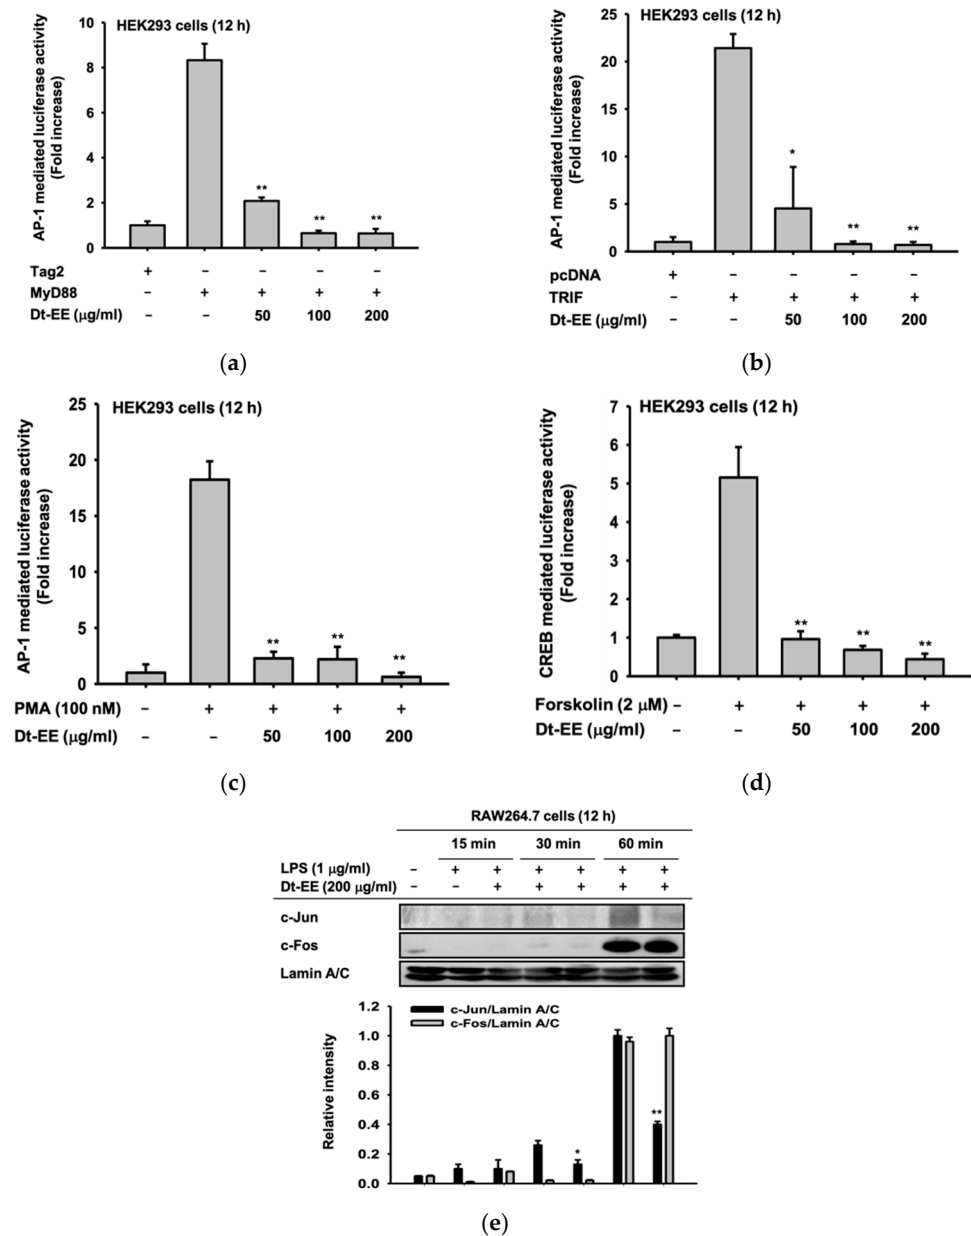 HEK293 cells (12 h)
AP-1 mediated luciferase activity
(Fold increase)
10
8
6
4
2
0
**
**
**
Tag2 + – – – –
MyD88 – + + + +
Dt-EE (μg/ml) – – 50 100 200
(a)
HEK293 cells (12 h)
AP-1 mediated luciferase activity
(Fold increase)
25
20
15
10
5
0
*
**
**
pcDNA + – – – –
TRIF – + + + +
Dt-EE (μg/ml) – – 50 100 200
(b)
HEK293 cells (12 h)
AP-1 mediated luciferase activity
(Fold increase)
25
20
15
10
5
0
**
**
**
PMA (100 nM) – + + + +
Dt-EE (μg/ml) – – 50 100 200
(c)
HEK293 cells (12 h)
CREB mediated luciferase activity
(Fold increase)
7
6
5
4
3
2
1
0
**
**
**
Forskolin (2 μM) – + + + +
Dt-EE (μg/ml) – – 50 100 200
(d)
RAW264.7 cells (12 h)
15 min 30 min 60 min
LPS (1 μg/ml) – + + + + + +
Dt-EE (200 μg/ml) – – + + + + +
c-Jun
c-Fos
Lamin A/C
Relative intensity
1.2
1.0
0.8
0.6
0.4
0.2
0.0
c-Jun/Lamin A/C
c-Fos/Lamin A/C
*
**
(e)